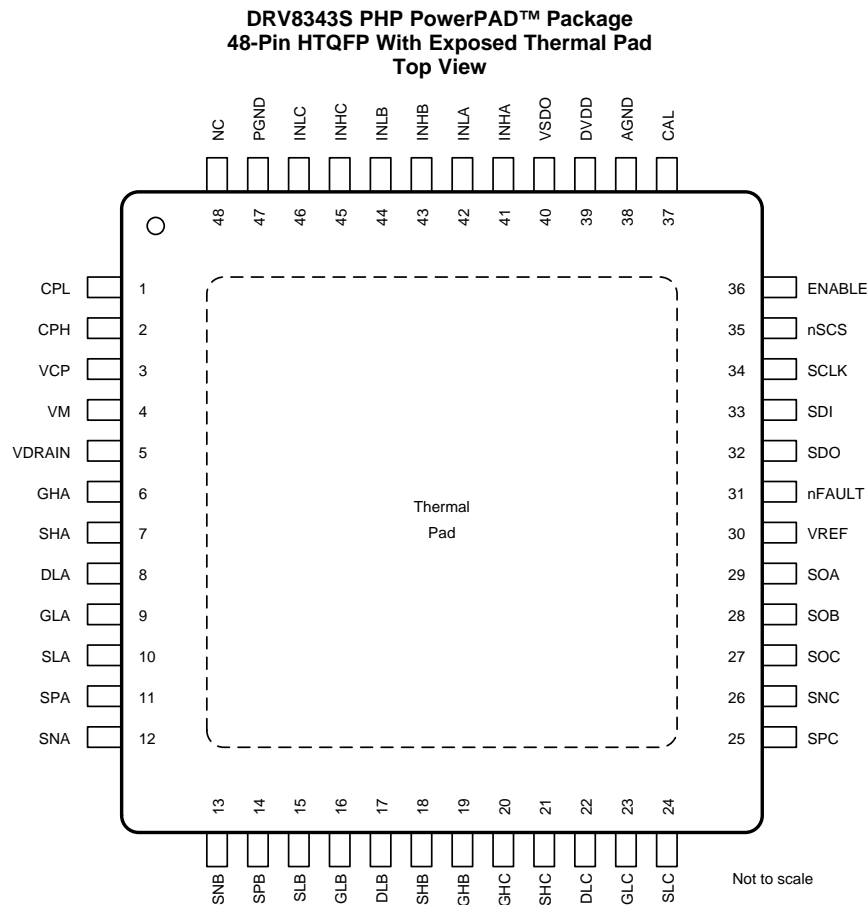 DRV8343S PHP PowerPAD™ Package
48-Pin HTQFP With Exposed Thermal Pad
Top View
NC PGND INLC INHC INLB INHB INLA INHA VSDO DVDD AGND CAL
48 47 46 45 44 43 42 41 40 39 38 37
CPL 1 36 ENABLE
CPH 2 35 nSCS
VCP 3 34 SCLK
VM 4 33 SDI
VDRAIN 5 32 SDO
GHA 6 31 nFAULT
Thermal
SHA 7 30 VREF
Pad
DLA 8 29 SOA
GLA 9 28 SOB
SLA 10 27 SOC
SPA 11 26 SNC
SNA 12 25 SPC
13 14 15 16 17 18 19 20 21 22 23 24
SNB SPB SLB GLB DLB SHB GHB GHC SHC DLC GLC SLC
Not to scale